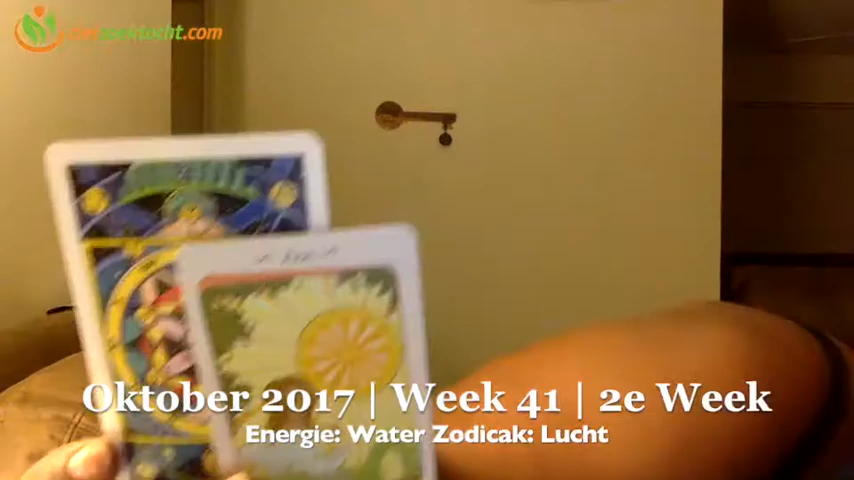 Oktober 2017 | Week 41 | 2e Week
Energie: Water Zodicak: Lucht